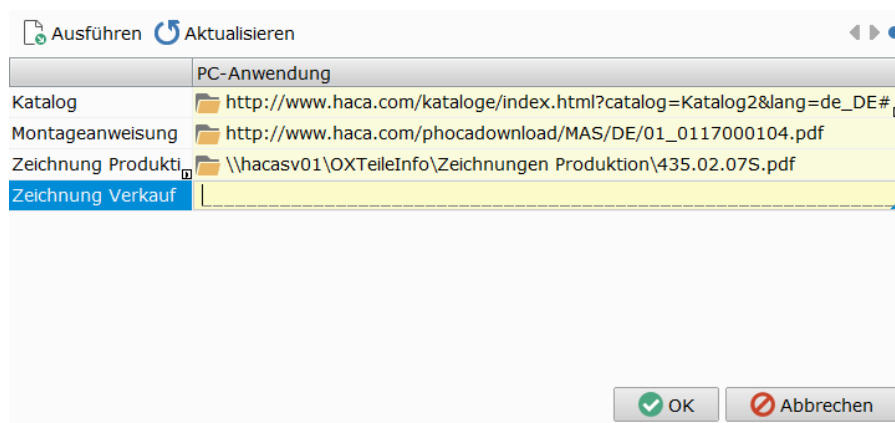 Ausführen Aktualisieren
PC-Anwendung
Katalog http://www.haca.com/kataloge/index.html?catalog=Katalog2&lang=de_DE#
Montageanweisung http://www.haca.com/phocadownload/MAS/DE/01_0117000104.pdf
Zeichnung Produkti \\hacasv01\OXTeileInfo\Zeichnungen Produktion\435.02.07S.pdf
Zeichnung Verkauf
OK Abbrechen